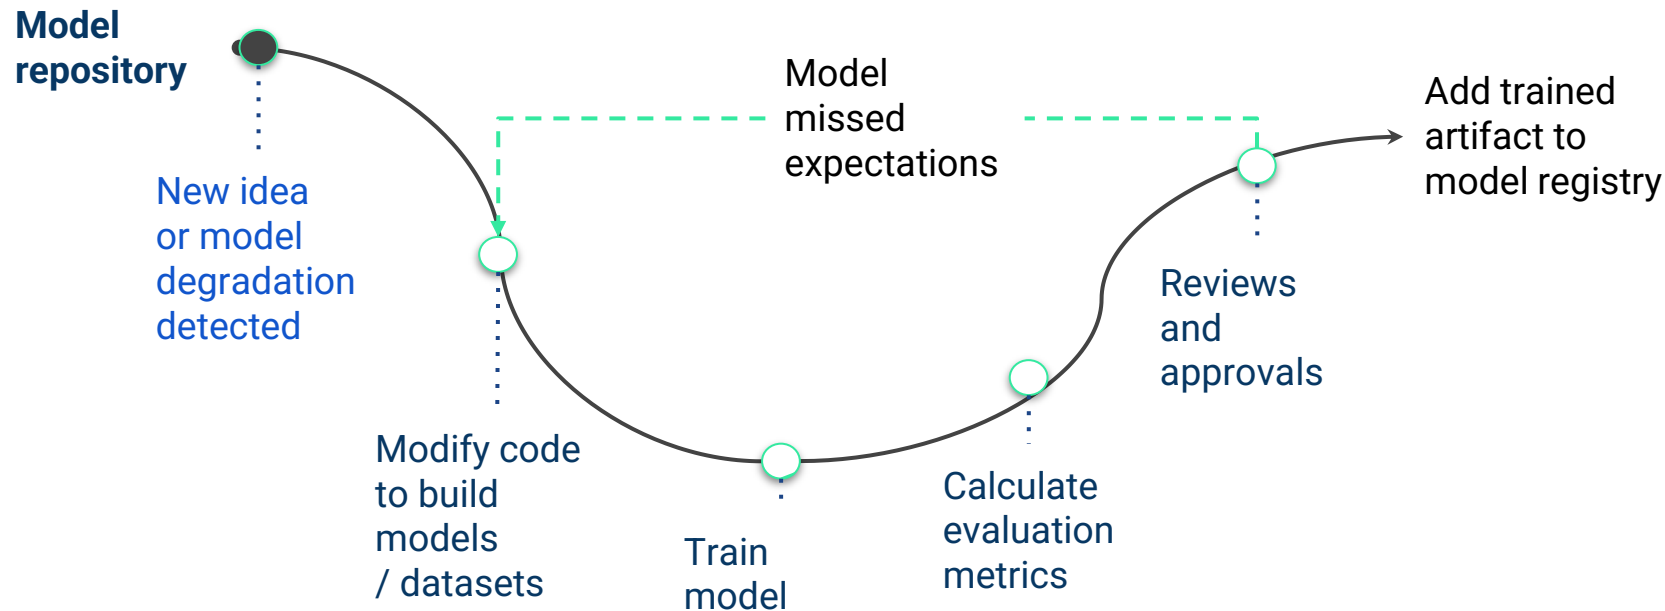 Model
repository
New idea
or model
degradation
detected
Modify code
to build
models
/ datasets
Train
model
Calculate
evaluation
metrics
Model
missed
expectations
Reviews
and
approvals
Add trained
artifact to
model registry